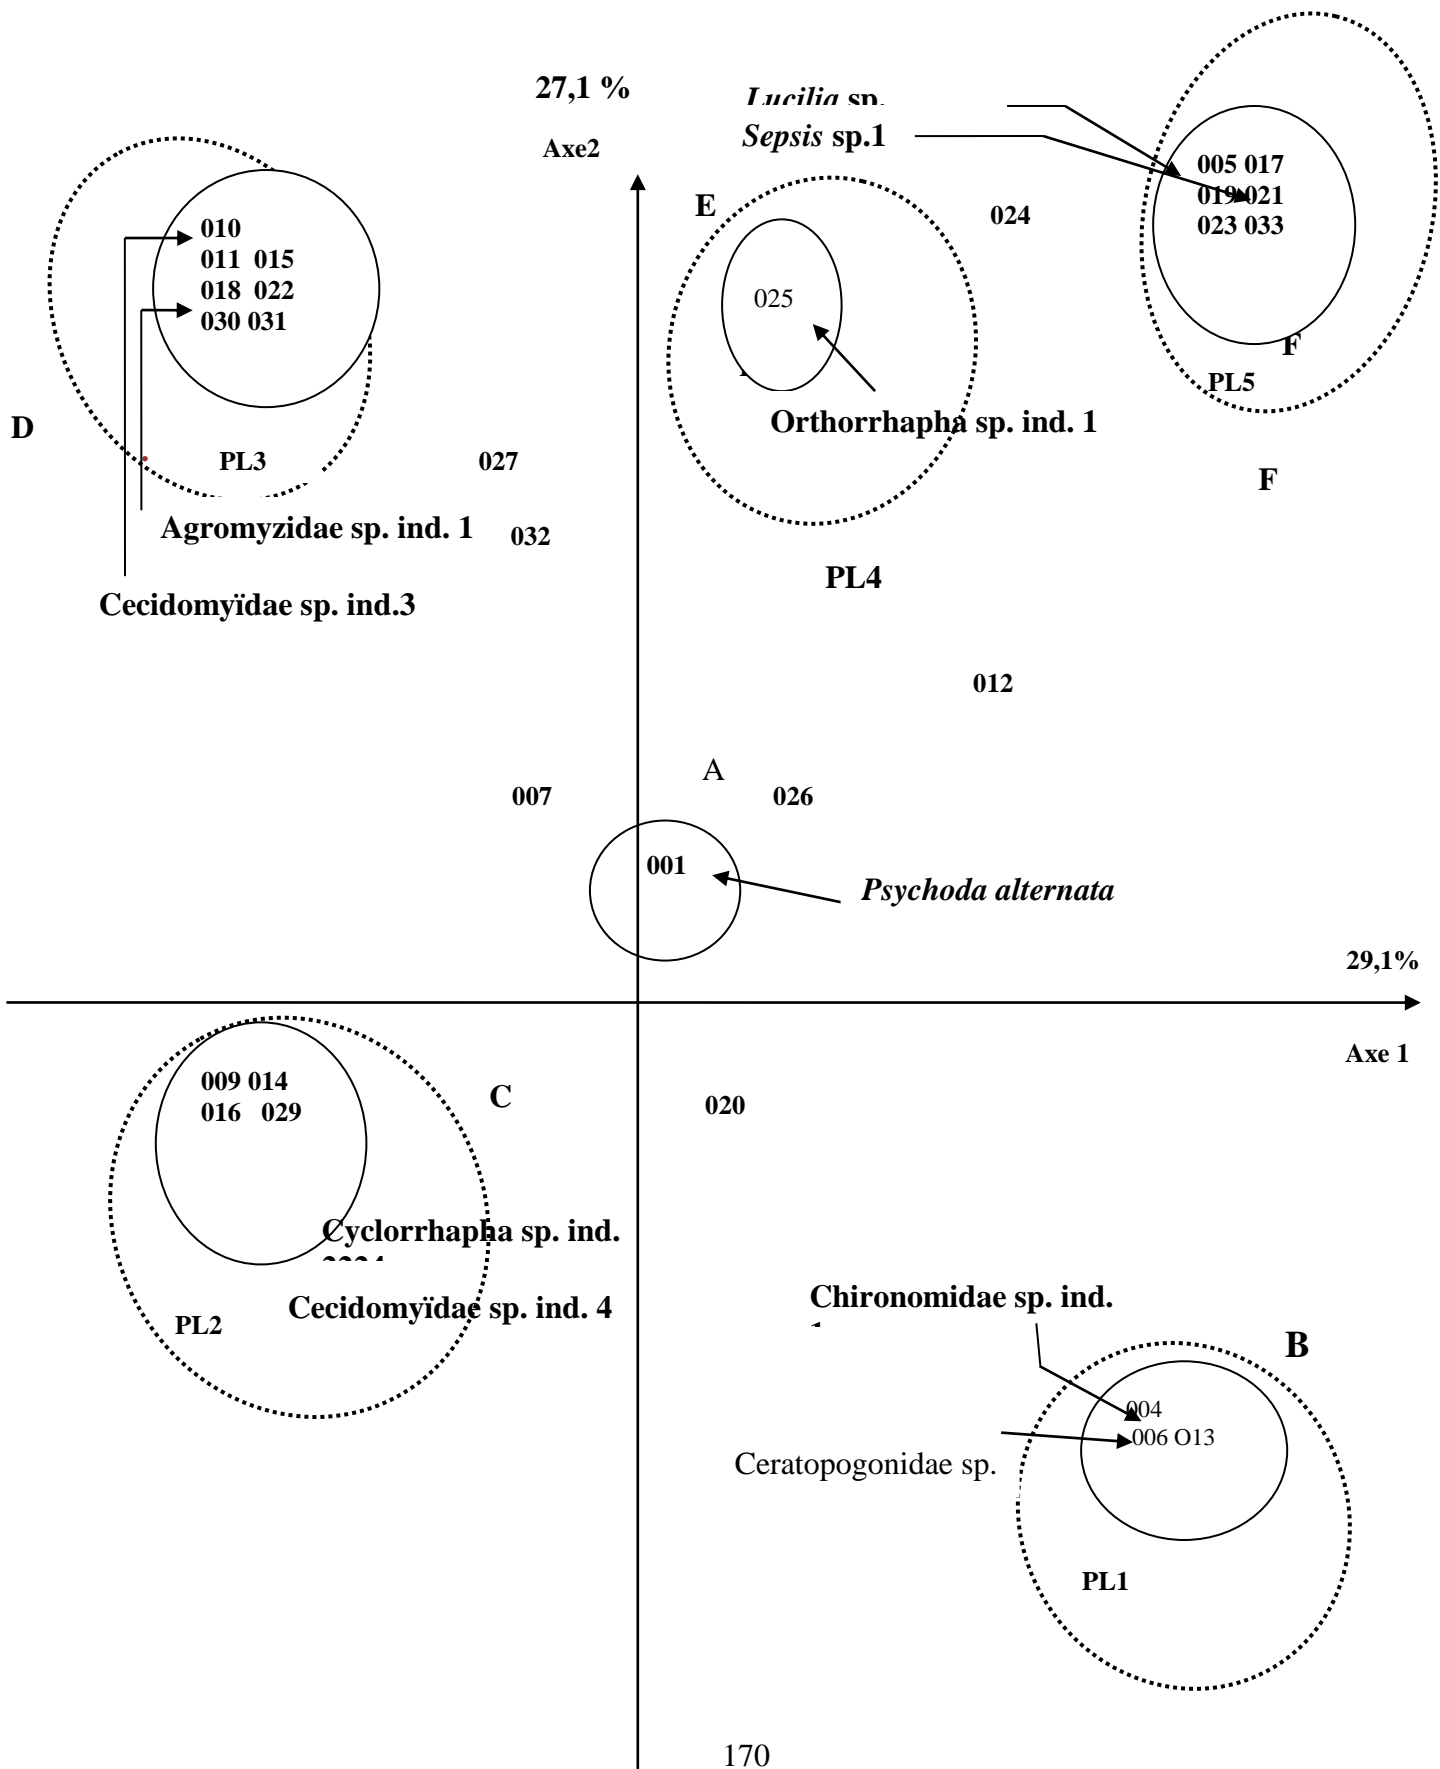 27,1 %
Lucilia sp.
Sepsis sp.1
Axe2
005 017
019 021
023 033
E
024
010
011 015
018 022
030 031
025
F
PL5
D
Orthorrhapha sp. ind. 1
PL3
027
F
Agromyzidae sp. ind. 1
032
PL4
Cecidomyïdae sp. ind.3
012
A
007
026
001
Psychoda alternata
29,1%
Axe 1
009 014
016 029
C
020
Cyclorrhapha sp. ind.
Cecidomyïdae sp. ind. 4
PL2
Chironomidae sp. ind.
B
004
006 O13
Ceratopogonidae sp.
PL1
170